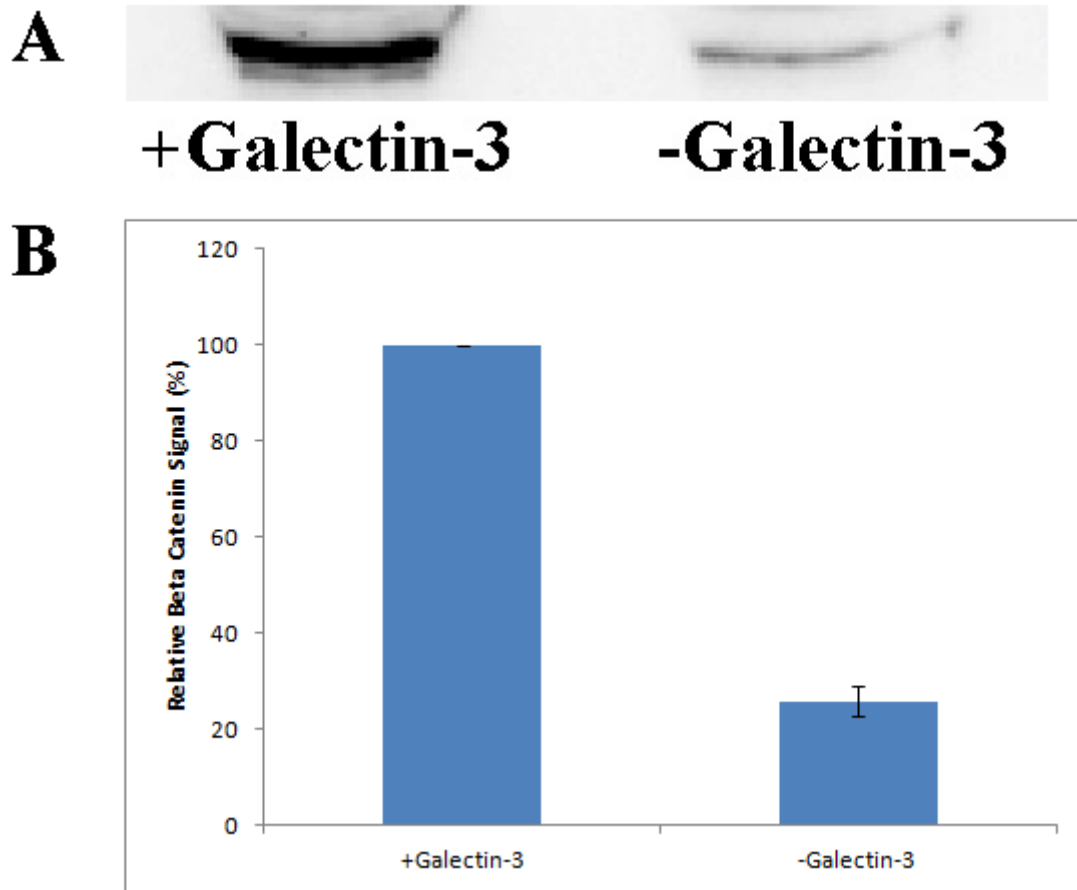 A
+Galectin-3 -Galectin-3
B
120
100
80
60
40
20
0
Relative Beta Catenin Signal (%)
+Galectin-3 -Galectin-3